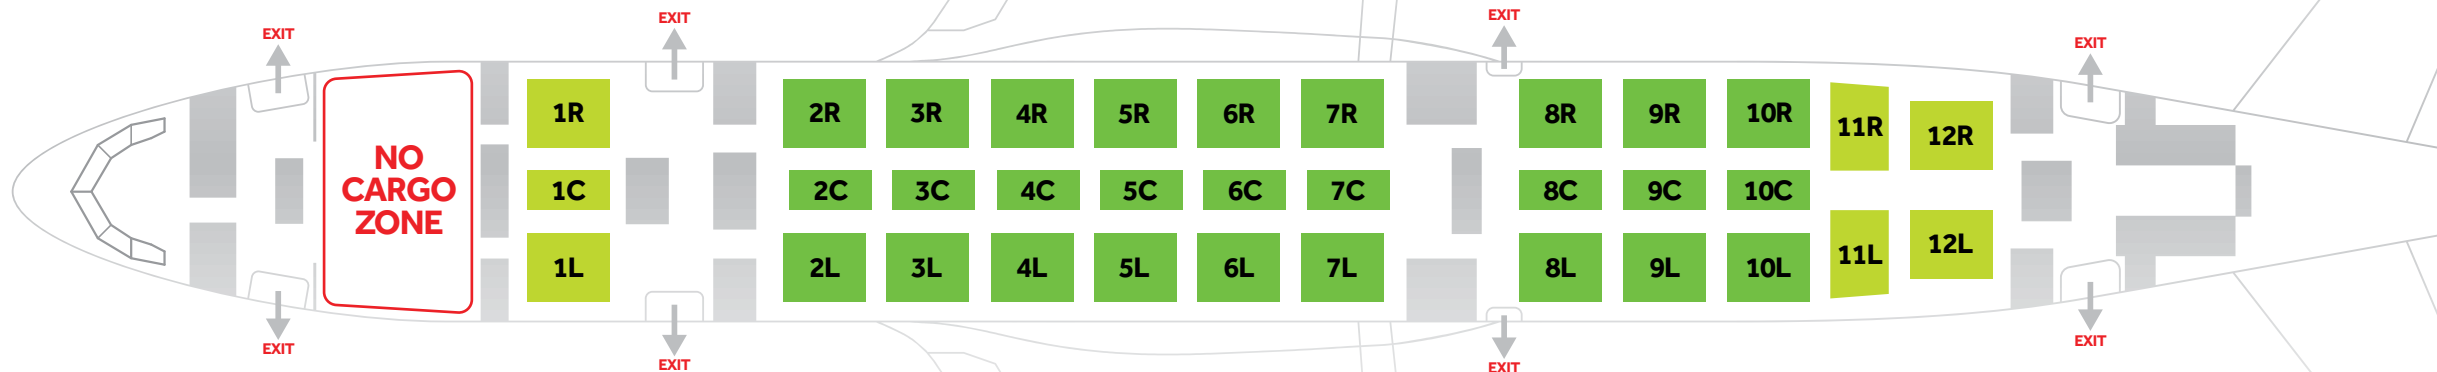 EXIT
EXIT
EXIT
EXIT
NO
CARGO
ZONE
1R
2R
3R
4R
5R
6R
7R
8R
9R
10R
11R
12R
1C
2C
3C
4C
5C
6C
7C
8C
9C
10C
1L
2L
3L
4L
5L
6L
7L
8L
9L
10L
11L
12L
EXIT
EXIT
EXIT
EXIT